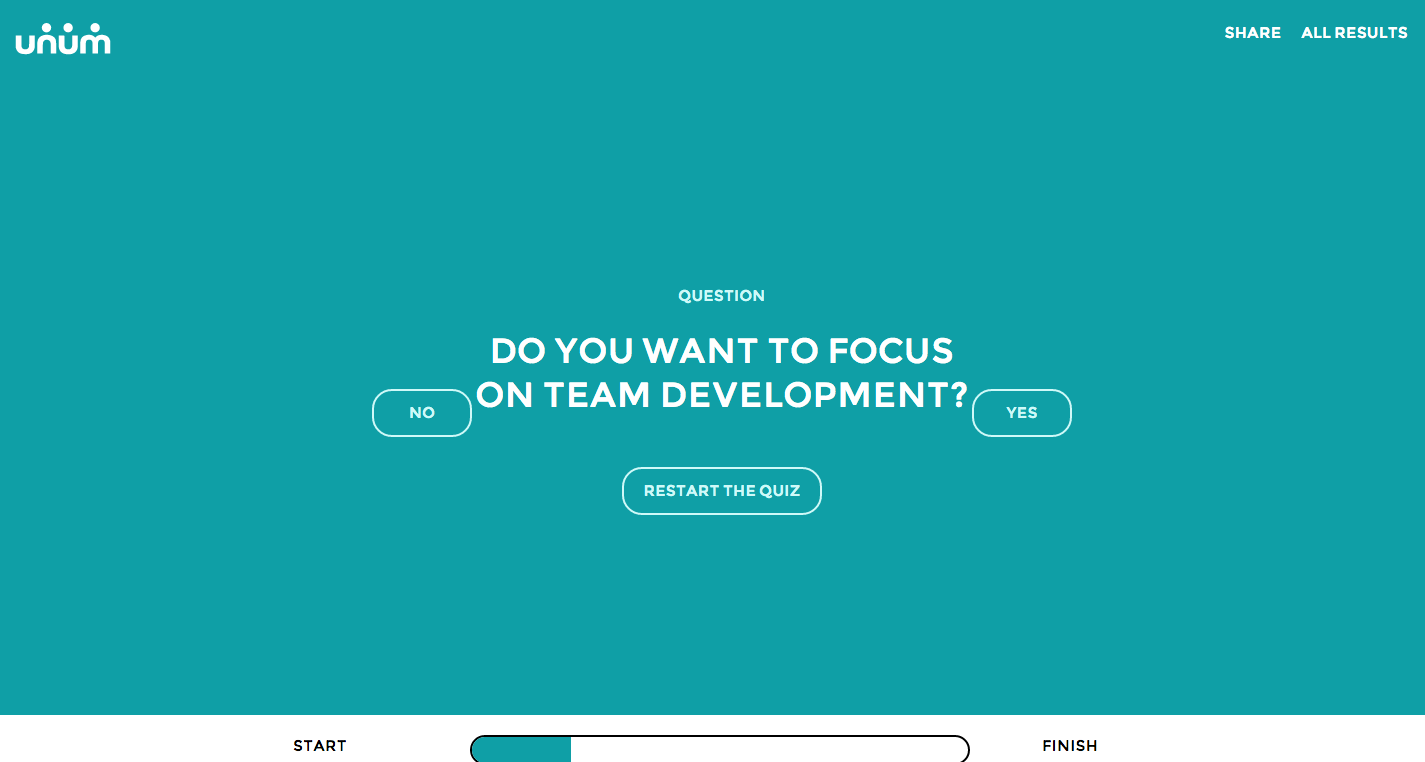 unum
SHARE
ALL RESULTS
QUESTION
DO YOU WANT TO FOCUS
ON TEAM DEVELOPMENT?
NO
YES
RESTART THE QUIZ
START
FINISH